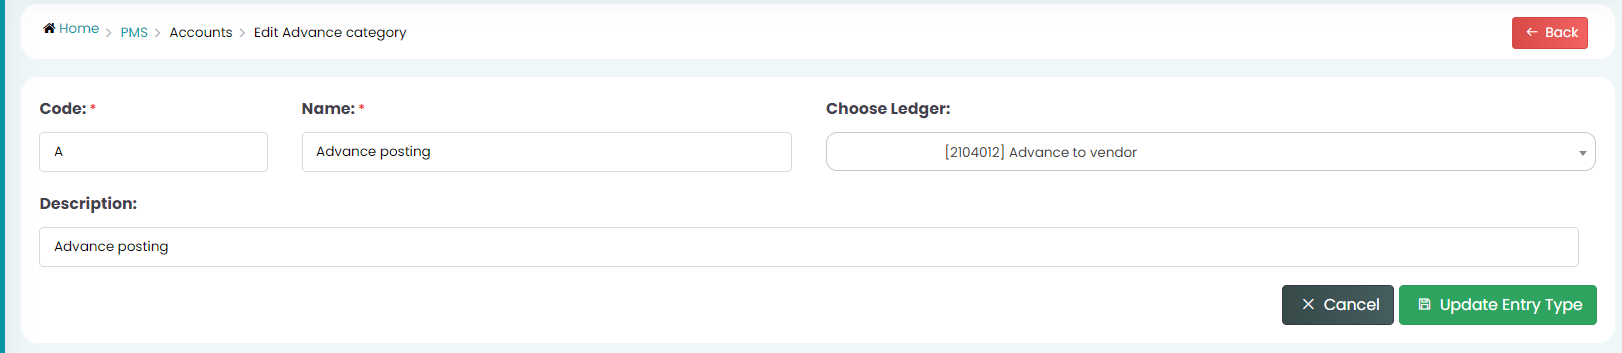 Home > PMS > Accounts > Edit Advance category
← Back
Code: * Name: * Choose Ledger:
A Advance posting [2104012] Advance to vendor
Description:
Advance posting
× Cancel Update Entry Type